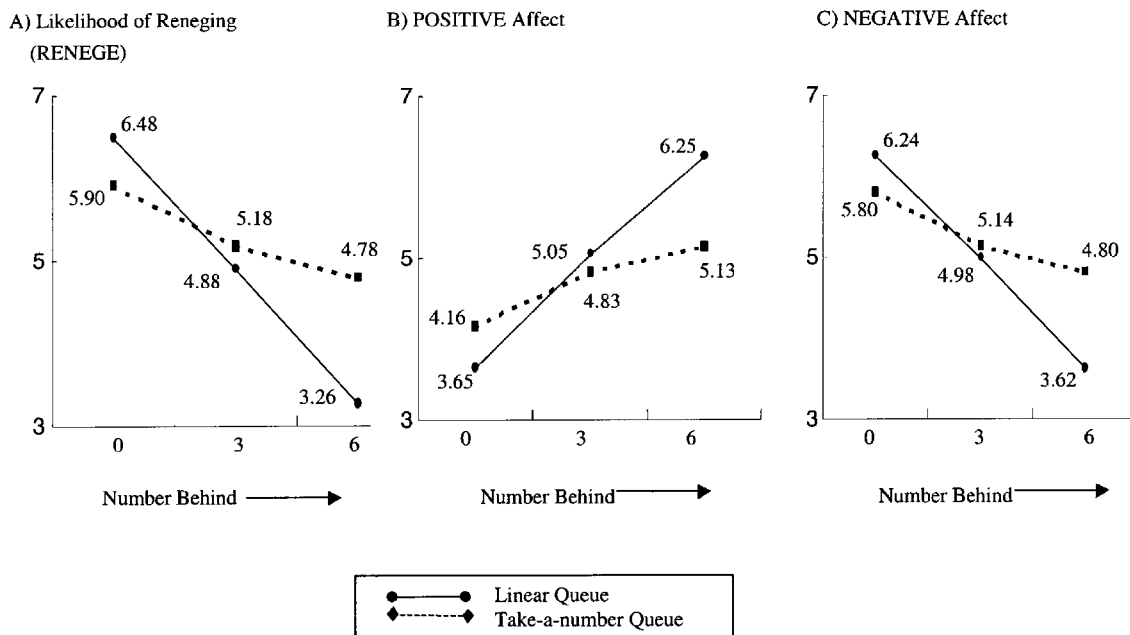 A) Likelihood of Reneging
(RENEGE)
7
5
3
6.48
5.90
5.18
4.88
4.78
3.26
0 3 6
Number Behind
B) POSITIVE Affect
7
5
3
6.25
5.05
5.13
4.83
4.16
3.65
0 3 6
Number Behind
C) NEGATIVE Affect
7
5
3
6.24
5.80
5.14
4.98
4.80
3.62
0 3 6
Number Behind
Linear Queue
Take-a-number Queue